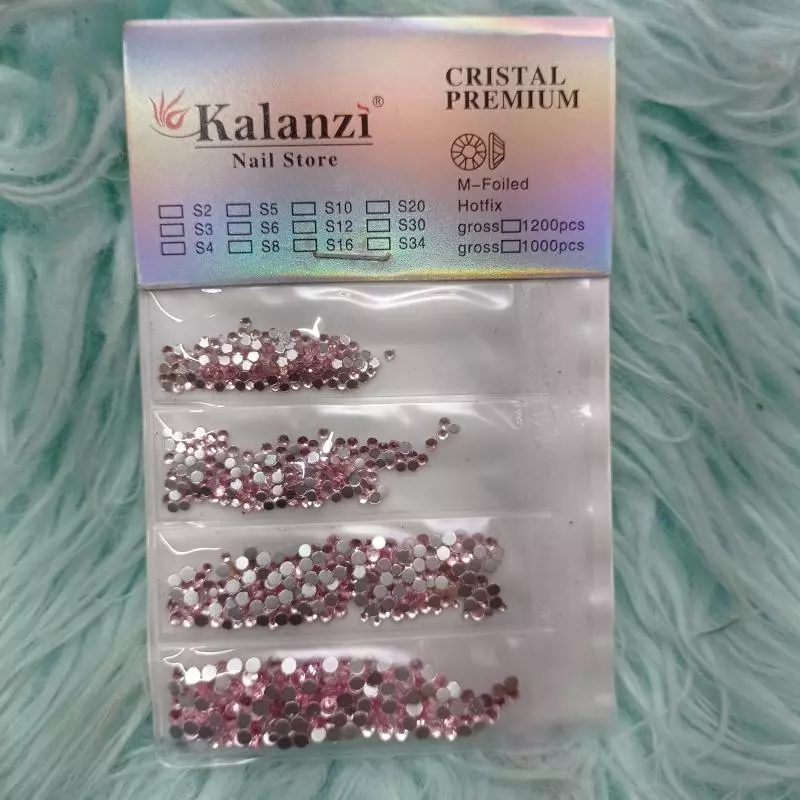 Kalanzì®
Nail Store
CRISTAL
PREMIUM
M-Foiled
Hotfix
gross 1200pcs
gross 1000pcs
S2 S5 S10 S20
S3 S6 S12 S30
S4 S8 S16 S34